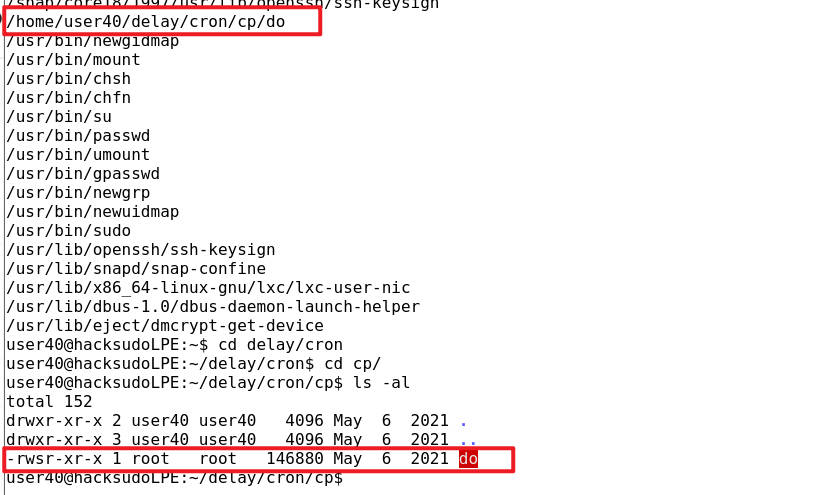 /snap/core18/1997/usr/lib/openssh/ssh-keysign
/home/user40/delay/cron/cp/do
/usr/bin/newgidmap
/usr/bin/mount
/usr/bin/chsh
/usr/bin/chfn
/usr/bin/su
/usr/bin/passwd
/usr/bin/umount
/usr/bin/gpasswd
/usr/bin/newgrp
/usr/bin/newuidmap
/usr/bin/sudo
/usr/lib/openssh/ssh-keysign
/usr/lib/snapd/snap-confine
/usr/lib/x86_64-linux-gnu/lxc/lxc-user-nic
/usr/lib/dbus-1.0/dbus-daemon-launch-helper
/usr/lib/eject/dmcrypt-get-device
user40@hacksudoLPE:~$ cd delay/cron
user40@hacksudoLPE:~/delay/cron$ cd cp/
user40@hacksudoLPE:~/delay/cron/cp$ ls -al
total 152
drwxr-xr-x 2 user40 user40   4096 May  6  2021 .
drwxr-xr-x 3 user40 user40   4096 May  6  2021 ..
-rwsr-xr-x 1 root   root   146880 May  6  2021 do
user40@hacksudoLPE:~/delay/cron/cp$